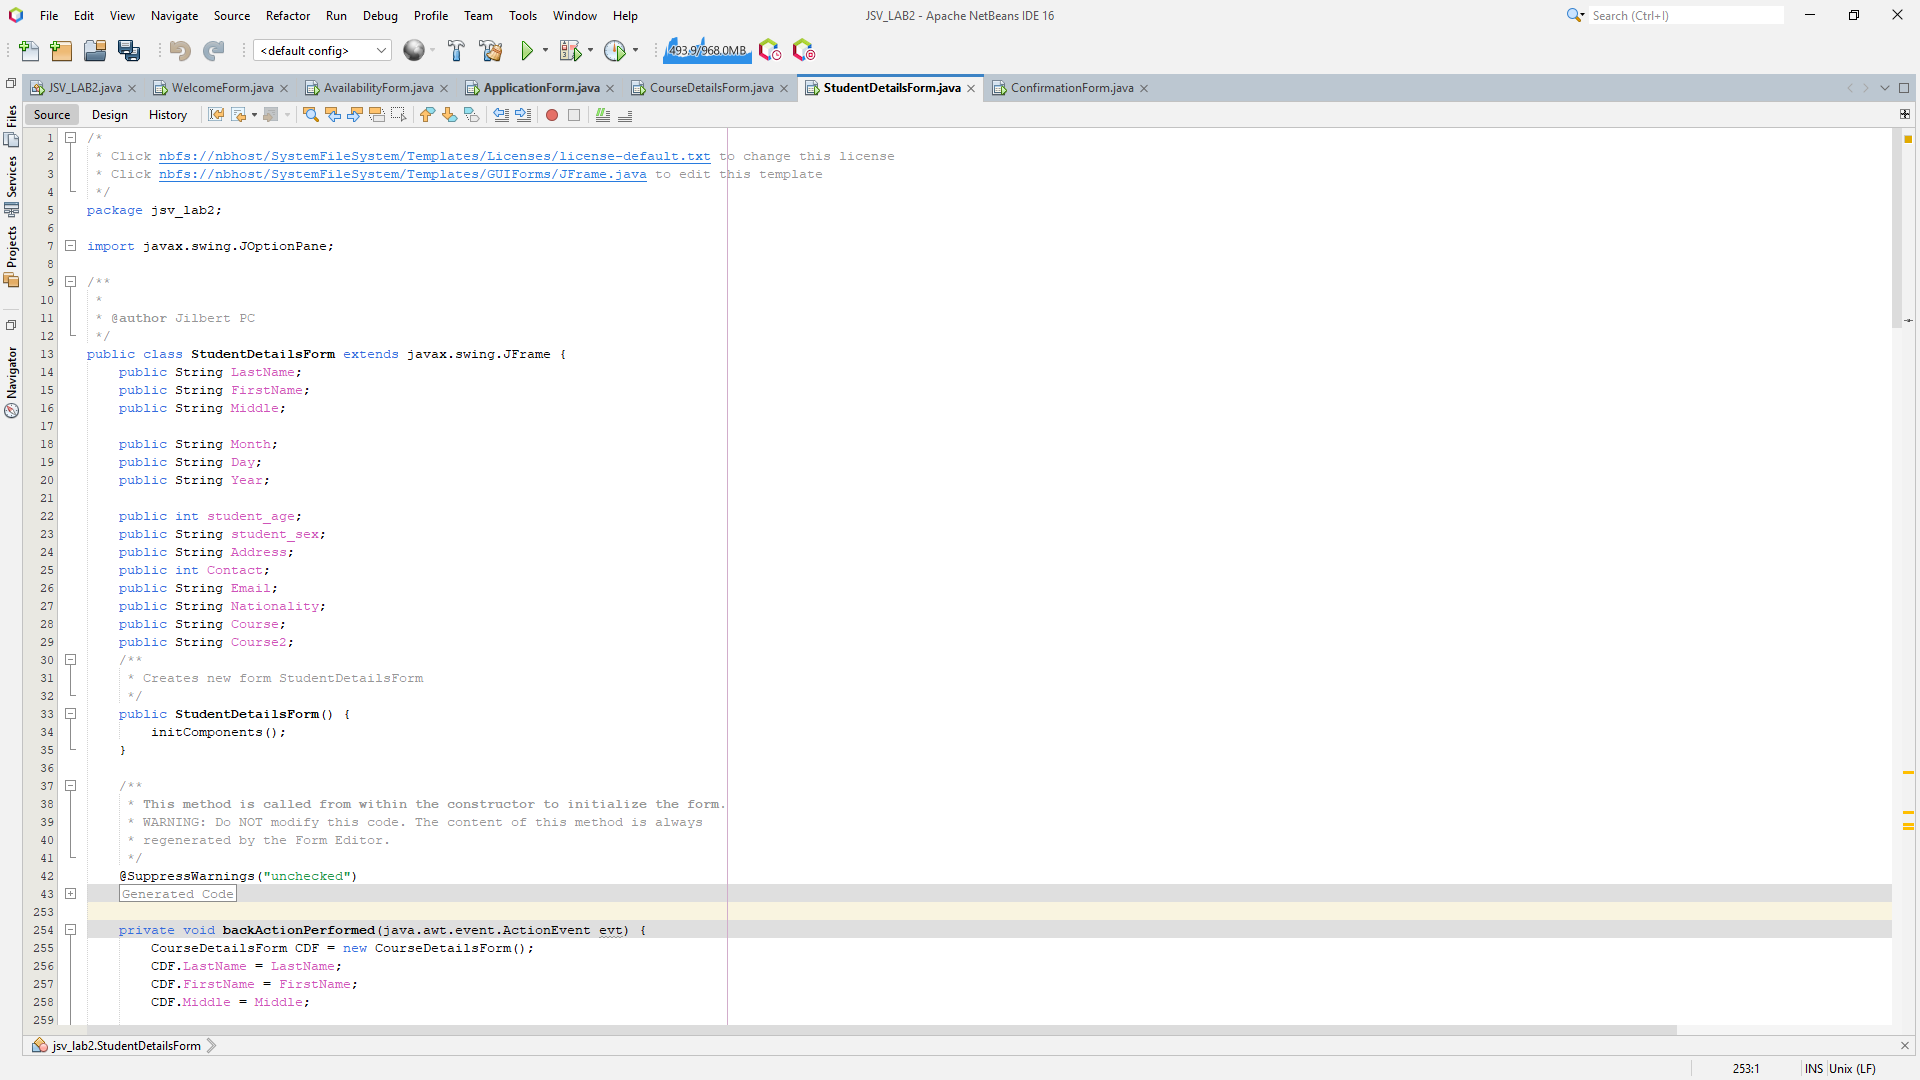 File Edit View Navigate Source Refactor Run Debug Profile Team Tools Window Help
JSV_LAB2 - Apache NetBeans IDE 16
Search (Ctrl+I)
<default config>
493.9/968.0MB
JSV_LAB2.java WelcomeForm.java AvailabilityForm.java ApplicationForm.java CourseDetailsForm.java StudentDetailsForm.java ConfirmationForm.java
Source Design History
Files
Services
Projects
Navigator
1 /*
2 * Click nbfs://nbhost/SystemFileSystem/Templates/Licenses/license-default.txt to change this license
3 * Click nbfs://nbhost/SystemFileSystem/Templates/GUIForms/JFrame.java to edit this template
4 */
5 package jsv_lab2;
6
7 import javax.swing.JOptionPane;
8
9 /**
10 *
11 * @author Jilbert PC
12 */
13 public class StudentDetailsForm extends javax.swing.JFrame {
14 public String LastName;
15 public String FirstName;
16 public String Middle;
17
18 public String Month;
19 public String Day;
20 public String Year;
21
22 public int student_age;
23 public String student_sex;
24 public String Address;
25 public int Contact;
26 public String Email;
27 public String Nationality;
28 public String Course;
29 public String Course2;
30 /**
31 * Creates new form StudentDetailsForm
32 */
33 public StudentDetailsForm() {
34 initComponents();
35 }
36
37 /**
38 * This method is called from within the constructor to initialize the form.
39 * WARNING: Do NOT modify this code. The content of this method is always
40 * regenerated by the Form Editor.
41 */
42 @SuppressWarnings("unchecked")
43 Generated Code
253
254 private void backActionPerformed(java.awt.event.ActionEvent evt) {
255 CourseDetailsForm CDF = new CourseDetailsForm();
256 CDF.LastName = LastName;
257 CDF.FirstName = FirstName;
258 CDF.Middle = Middle;
259
jsv_lab2.StudentDetailsForm
253:1 INS Unix (LF)